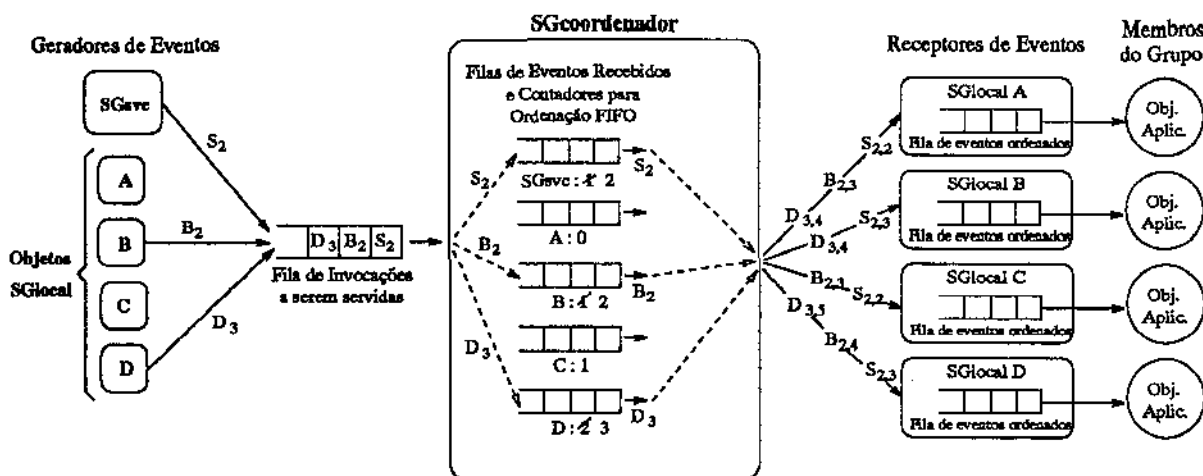 SGcoordenador
Geradores de Eventos
SGsvc
S2
Objetos
SGlocal
A
B
C
D
B2
D3
D3 B2 S2
Fila de Invocações
a serem servidas
Filas de Eventos Recebidos
e Contadores para
Ordenação FIFO
S2
S2
SGsvc : 1 2
A : 0
B2
B2
B : 1 2
D3
C : 1
D3
D : 2 3
Receptores de Eventos
Membros
do Grupo
D3,4
B2,3
S2,2
D3,4
S2,3
B2,3
S2,2
D3,5
B2,4
S2,3
SGlocal A
Fila de eventos ordenados
Obj.
Aplic.
SGlocal B
Fila de eventos ordenados
Obj.
Aplic.
SGlocal C
Fila de eventos ordenados
Obj.
Aplic.
SGlocal D
Fila de eventos ordenados
Obj.
Aplic.